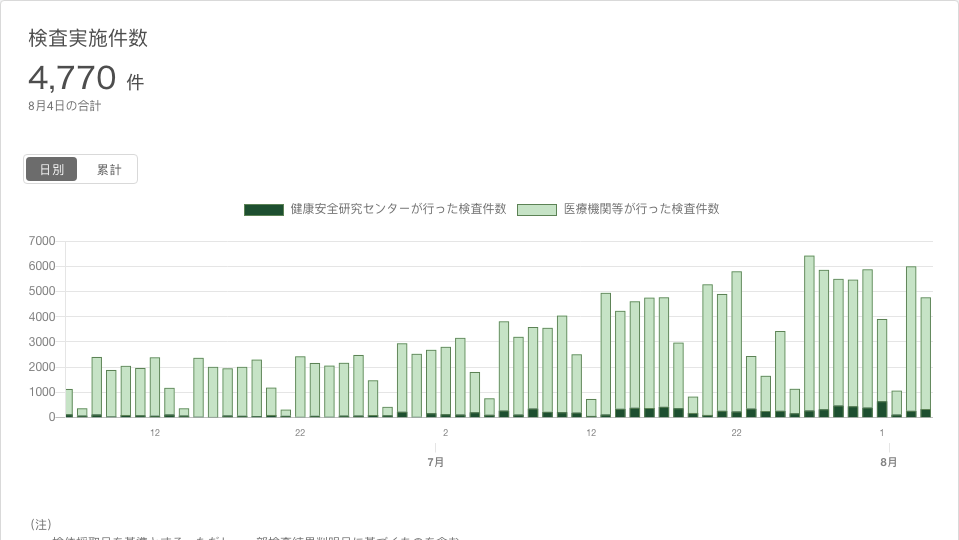 検査実施件数
4,770 件
8月4日の合計
日別 累計
健康安全研究センターが行った検査件数 医療機関等が行った検査件数
7000
6000
5000
4000
3000
2000
1000
0
12 22 2 12 22 1
7月 8月
(注)